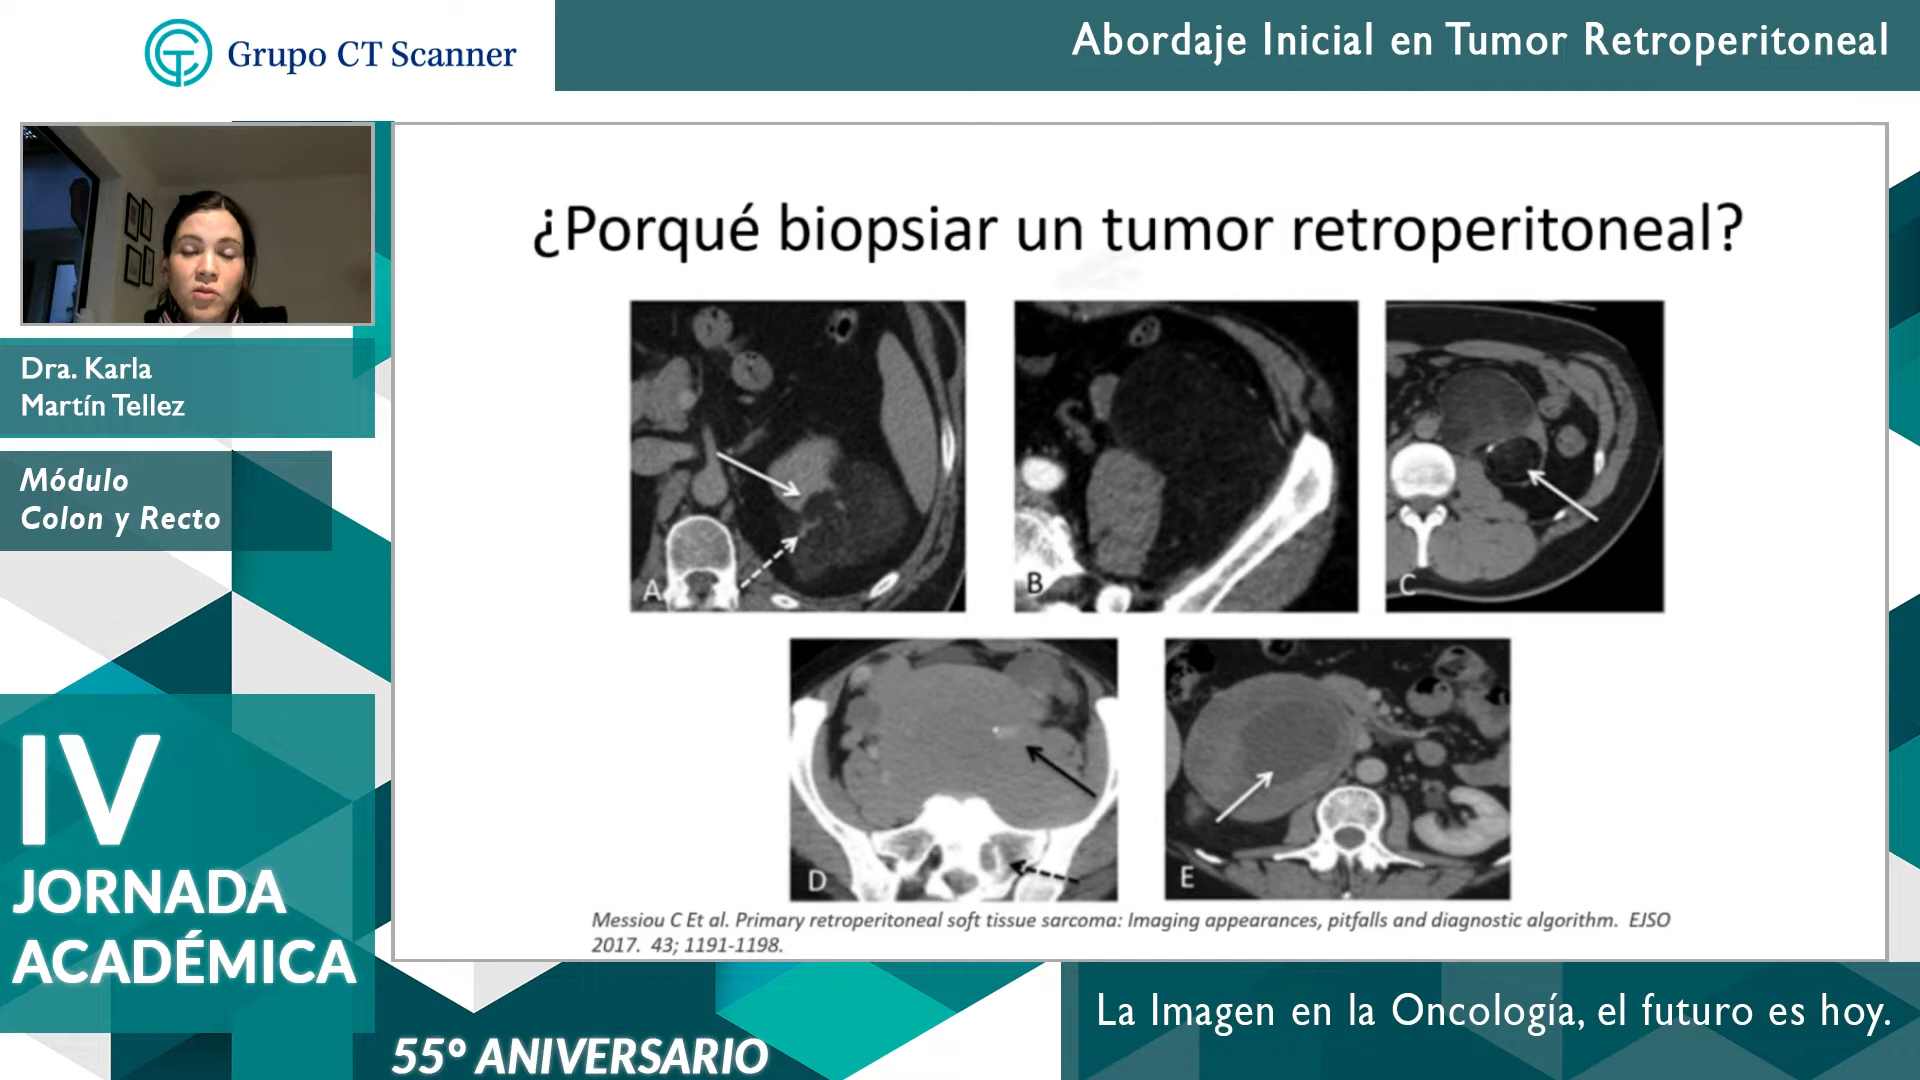 Grupo CT Scanner
Abordaje Inicial en Tumor Retroperitoneal
Dra. Karla
Martín Tellez
Módulo
Colon y Recto
IV
JORNADA
ACADÉMICA
55° ANIVERSARIO
¿Porqué biopsiar un tumor retroperitoneal?
A
B
C
D
E
Messiou C Et al. Primary retroperitoneal soft tissue sarcoma: Imaging appearances, pitfalls and diagnostic algorithm. EJSO
2017. 43; 1191-1198.
La Imagen en la Oncología, el futuro es hoy.